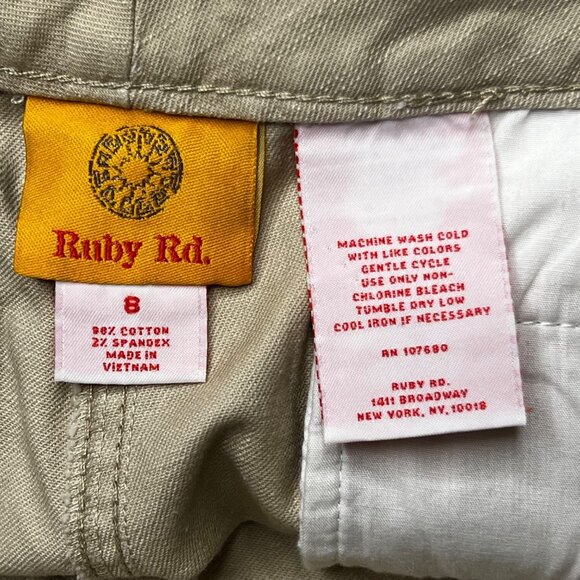 Ruby Rd.
8
98% COTTON
2% SPANDEX
MADE IN
VIETNAM
MACHINE WASH COLD
WITH LIKE COLORS
GENTLE CYCLE
USE ONLY NON-
CHLORINE BLEACH
TUMBLE DRY LOW
COOL IRON IF NECESSARY
RN 107680
RUBY RD.
1411 BROADWAY
NEW YORK, NY, 10018